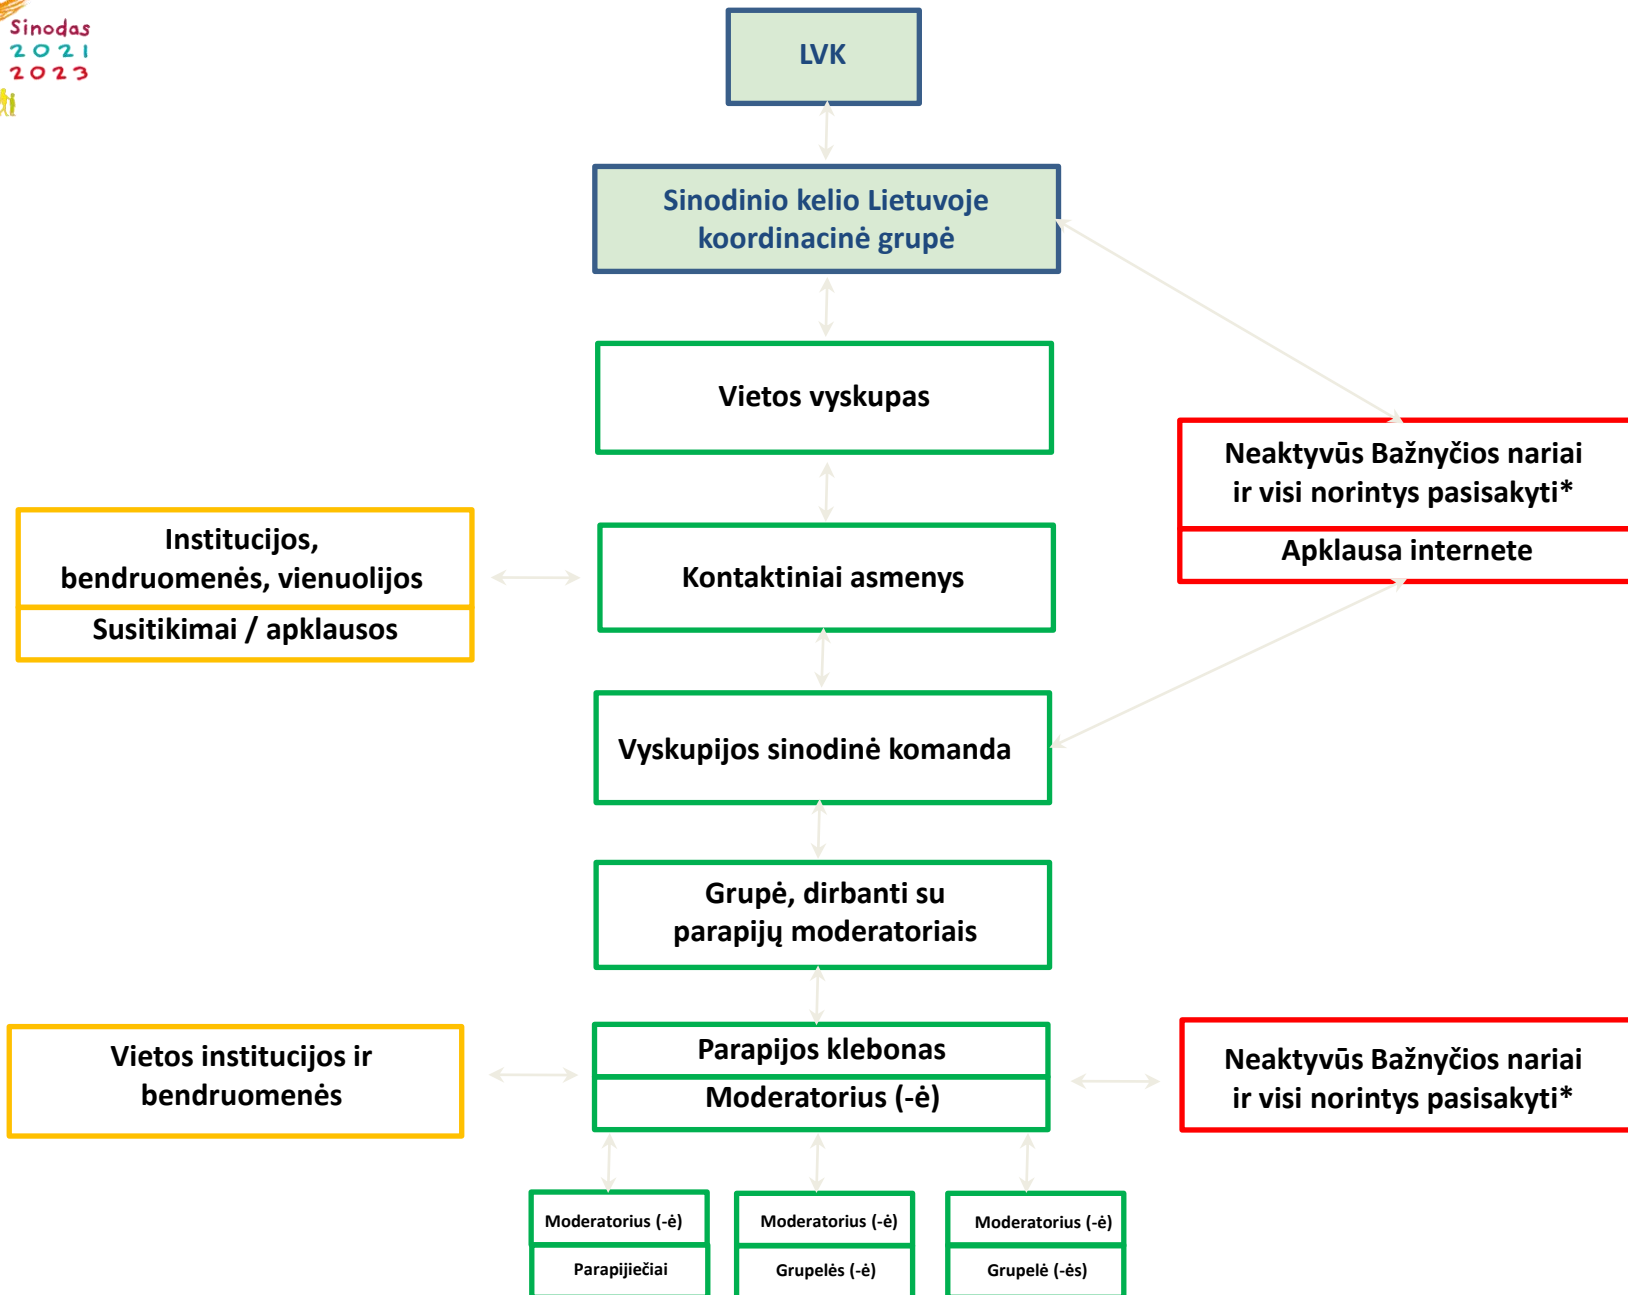 Sinodas
2021
2023
LVK
Sinodinio kelio Lietuvoje
koordinacinė grupė
Vietos vyskupas
Neaktyvūs Bažnyčios nariai
ir visi norintys pasisakyti*
Apklausa internete
Institucijos,
bendruomenės, vienuolijos
Susitikimai / apklausos
Kontaktiniai asmenys
Vyskupijos sinodinė komanda
Grupė, dirbanti su
parapijų moderatoriais
Vietos institucijos ir
bendruomenės
Parapijos klebonas
Moderatorius (-ė)
Neaktyvūs Bažnyčios nariai
ir visi norintys pasisakyti*
Moderatorius (-ė)
Parapijiečiai
Moderatorius (-ė)
Grupelės (-ė)
Moderatorius (-ė)
Grupelė (-ės)